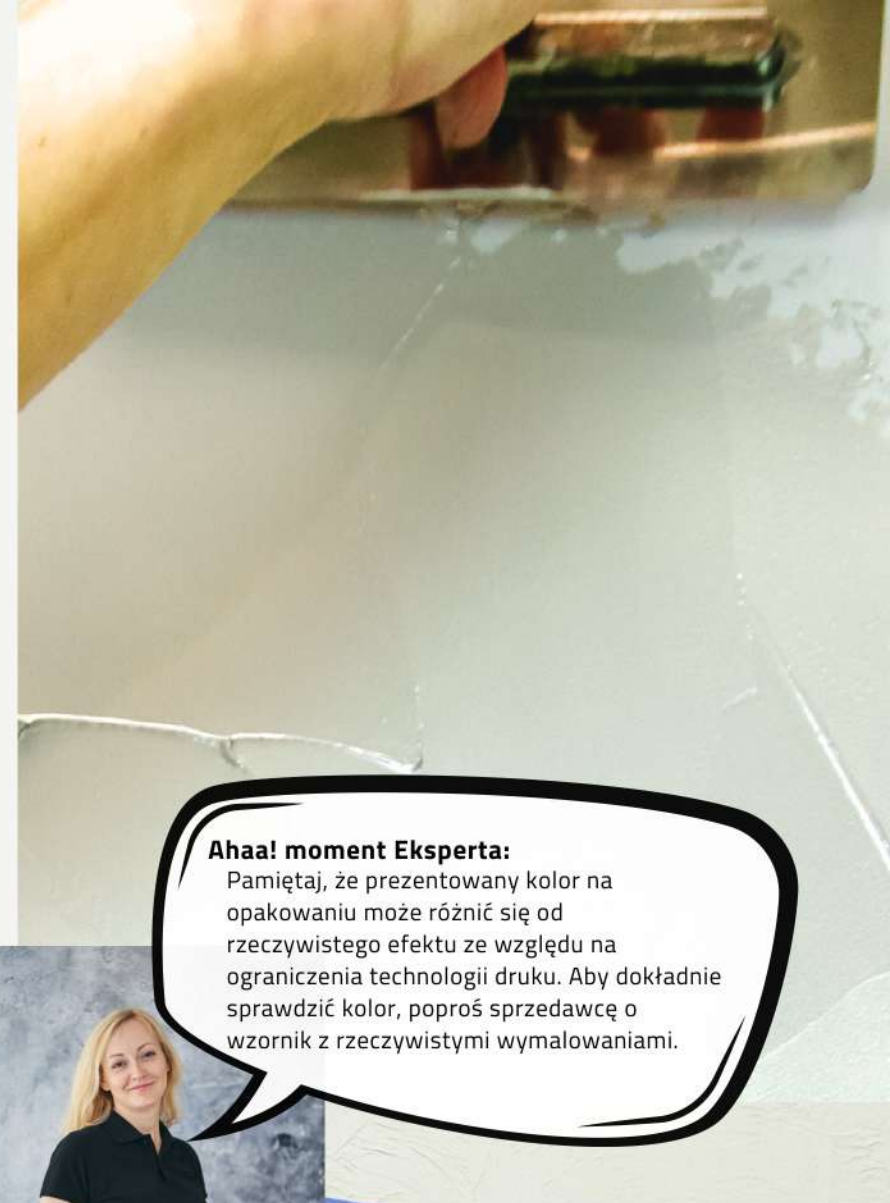 Ahaa! moment Eksperta:
Pamiętaj, że prezentowany kolor na
opakowaniu może różnić się od
rzeczywistego efektu ze względu na
ograniczenia technologii druku. Aby dokładnie
sprawdzić kolor, poproś sprzedawcę o
wzornik z rzeczywistymi wymalowaniami.